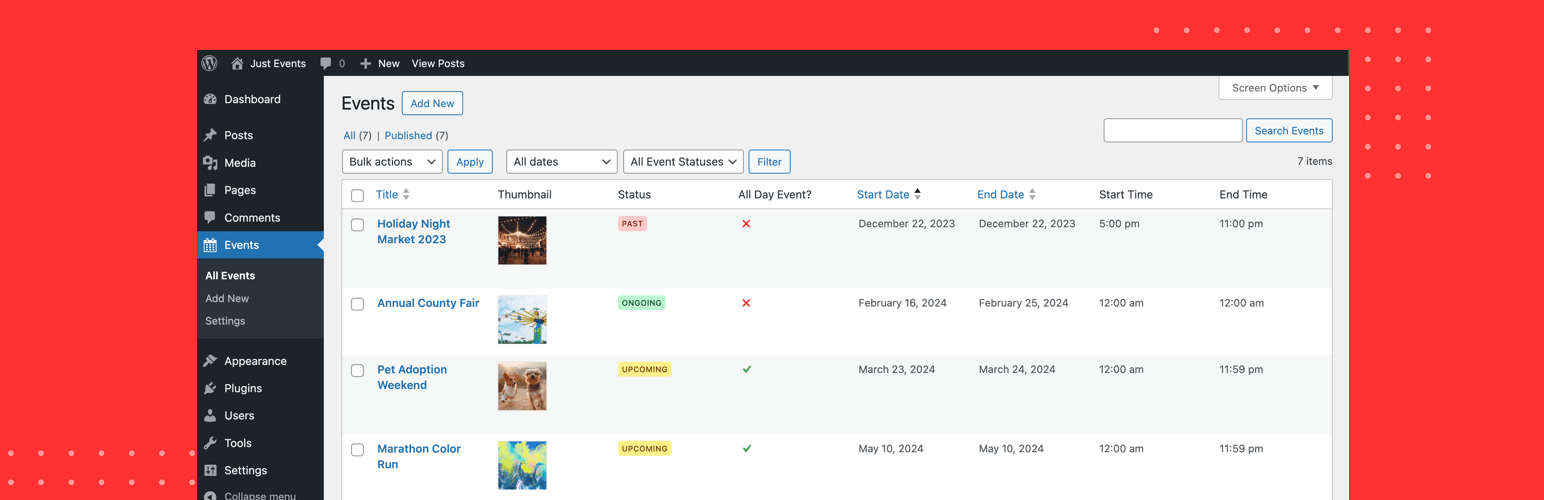 Just Events 0 New View Posts
Dashboard
Posts
Media
Pages
Comments
Events
All Events
Add New
Settings
Appearance
Plugins
Users
Tools
Settings
Collapse menu
Screen Options
Events Add New
All (7) | Published (7)
Search Events
Bulk actions Apply All dates All Event Statuses Filter
7 items
Title Thumbnail Status All Day Event? Start Date End Date Start Time End Time
Holiday Night PAST December 22, 2023 December 22, 2023 5:00 pm 11:00 pm
Market 2023
Annual County Fair ONGOING February 16, 2024 February 25, 2024 12:00 am 12:00 am
Pet Adoption UPCOMING March 23, 2024 March 24, 2024 12:00 am 11:59 pm
Weekend
Marathon Color UPCOMING May 10, 2024 May 10, 2024 12:00 am 11:59 pm
Run